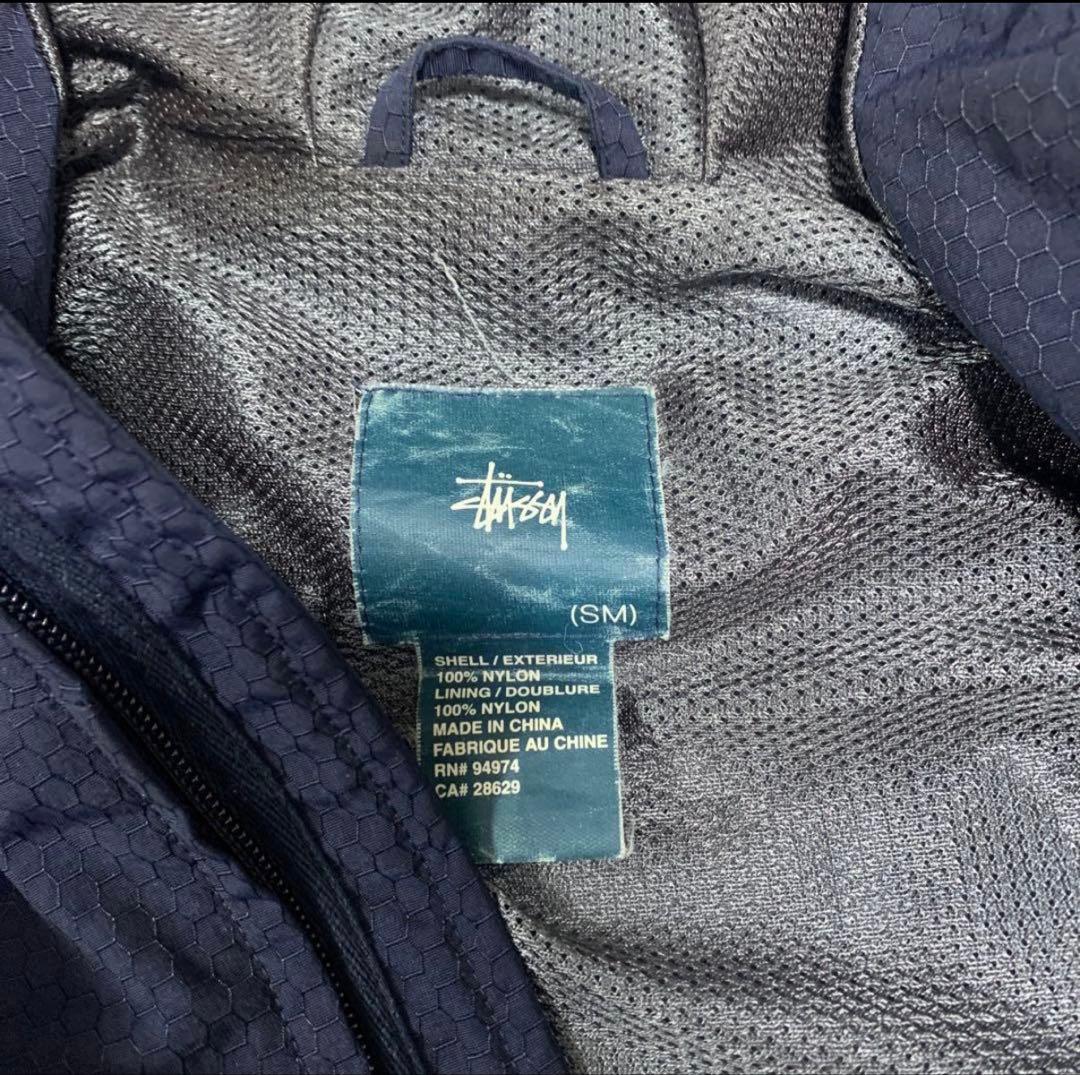 Stüssy
(SM)
SHELL / EXTERIEUR
100% NYLON
LINING / DOUBLURE
100% NYLON
MADE IN CHINA
FABRIQUE AU CHINE
RN# 94974
CA# 28629